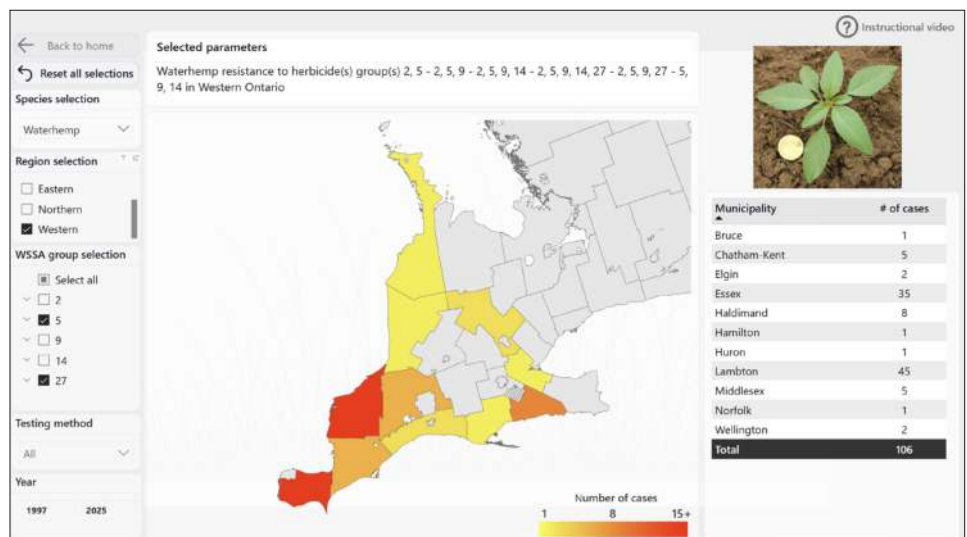 Instructional video
Back to home
Reset all selections
Species selection
Waterhemp
Region selection
Eastern
Northern
Western
WSSA group selection
Select all
2
5
9
14
27
Testing method
All
Year
1997 2025
Selected parameters
Waterhemp resistance to herbicide(s) group(s) 2, 5 - 2, 5, 9 - 2, 5, 9, 14 - 2, 5, 9, 14, 27 - 2, 5, 9, 27 - 5,
9, 14 in Western Ontario
Number of cases
1 8 15+
Municipality # of cases
Bruce 1
Chatham-Kent 5
Elgin 2
Essex 35
Haldimand 8
Hamilton 1
Huron 1
Lambton 45
Middlesex 5
Norfolk 1
Wellington 2
Total 106